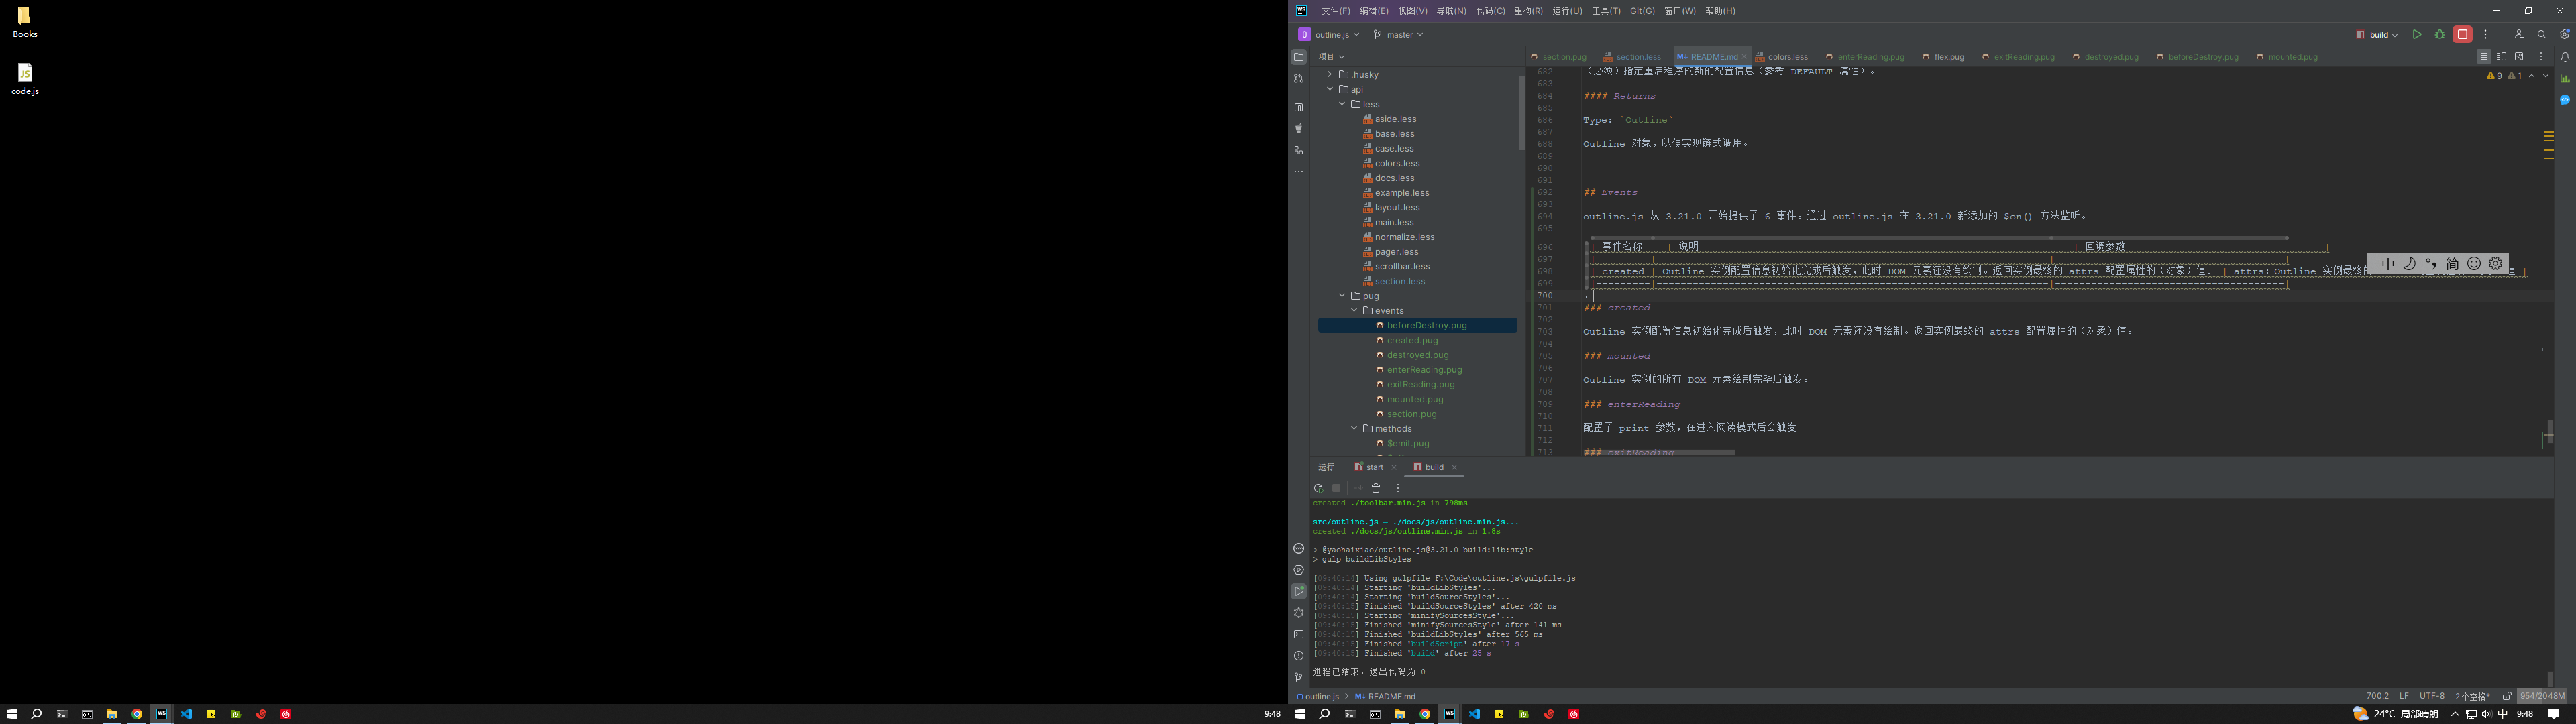 Books
code.js
文件(F) 编辑(E) 视图(V) 导航(N) 代码(C) 重构(R) 运行(U) 工具(T) Git(G) 窗口(W) 帮助(H)
outline.js master build
项目
section.pug section.less README.md colors.less enterReading.pug flex.pug exitReading.pug destroyed.pug beforeDestroy.pug mounted.pug
.husky
api
less
aside.less
base.less
case.less
colors.less
docs.less
example.less
layout.less
main.less
normalize.less
pager.less
scrollbar.less
section.less
pug
events
beforeDestroy.pug
created.pug
destroyed.pug
enterReading.pug
exitReading.pug
mounted.pug
section.pug
methods
$emit.pug
9 1
682 (必须)指定重启程序的新的配置信息(参考 DEFAULT 属性)。
683
684 #### Returns
685
686 Type: `Outline`
687
688 Outline 对象,以便实现链式调用。
689
690
691
692 ## Events
693
694 outline.js 从 3.21.0 开始提供了 6 事件。通过 outline.js 在 3.21.0 新添加的 $on() 方法监听。
695
696 | 事件名称 | 说明 | 回调参数 |
697 |---------|------------------------------------------------------------------|--------------------------------------|
698 | created | Outline 实例配置信息初始化完成后触发,此时 DOM 元素还没有绘制。返回实例最终的 attrs 配置属性的(对象)值。 | attrs:Outline 实例最终的 值 |
699 |---------|------------------------------------------------------------------|--------------------------------------|
700 、
701 ### created
702
703 Outline 实例配置信息初始化完成后触发,此时 DOM 元素还没有绘制。返回实例最终的 attrs 配置属性的(对象)值。
704
705 ### mounted
706
707 Outline 实例的所有 DOM 元素绘制完毕后触发。
708
709 ### enterReading
710
711 配置了 print 参数,在进入阅读模式后会触发。
712
713 ### exitReading
中 °, 简
运行 start build
created ./toolbar.min.js in 798ms
src/outline.js → ./docs/js/outline.min.js...
created ./docs/js/outline.min.js in 1.8s
> @yaohaixiao/outline.js@3.21.0 build:lib:style
> gulp buildLibStyles
[09:40:14] Using gulpfile F:\Code\outline.js\gulpfile.js
[09:40:14] Starting 'buildLibStyles'...
[09:40:14] Starting 'buildSourceStyles'...
[09:40:15] Finished 'buildSourceStyles' after 420 ms
[09:40:15] Starting 'minifySourcesStyle'...
[09:40:15] Finished 'minifySourcesStyle' after 141 ms
[09:40:15] Finished 'buildLibStyles' after 565 ms
[09:40:15] Finished 'buildScript' after 17 s
[09:40:15] Finished 'build' after 25 s
进程已结束,退出代码为 0
outline.js > README.md
700:2 LF UTF-8 2 个空格* 954/2048M
9:48
24°C 局部晴朗 中 9:48